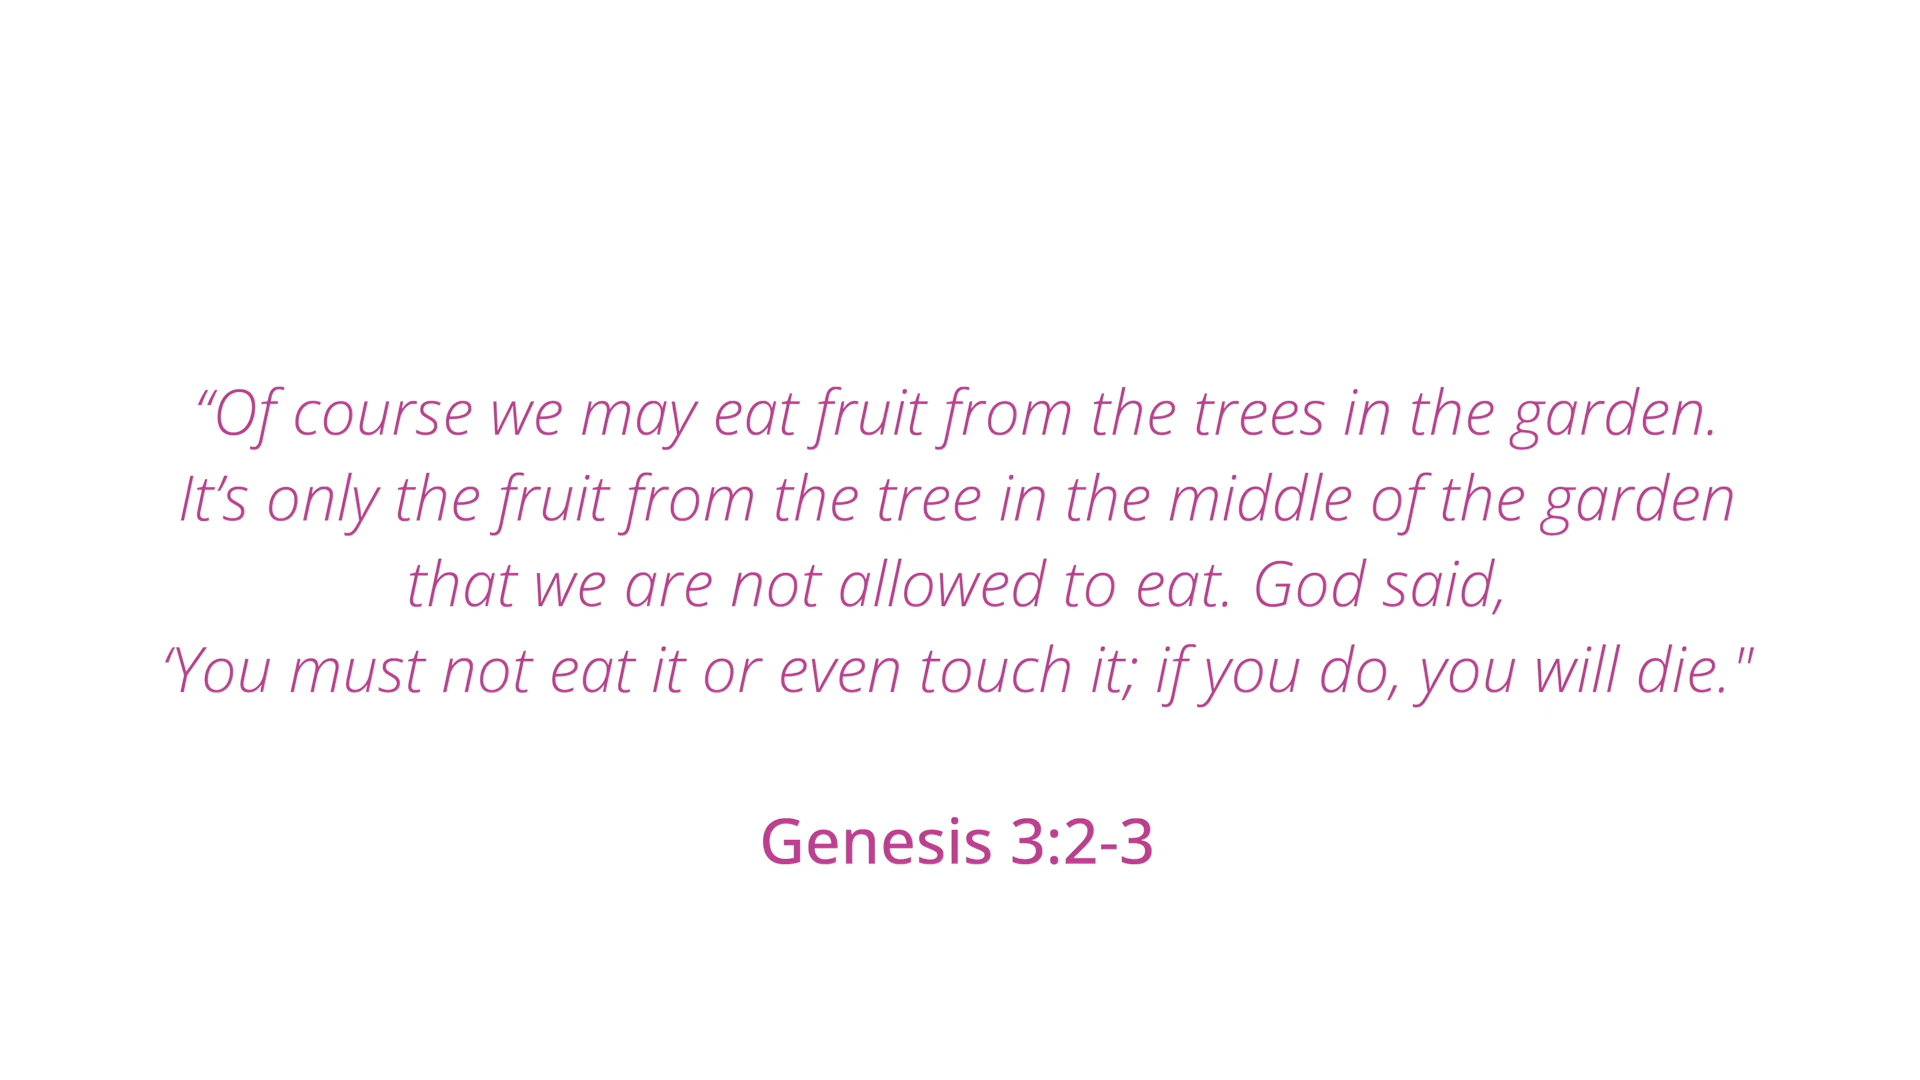 “Of course we may eat fruit from the trees in the garden.
It’s only the fruit from the tree in the middle of the garden
that we are not allowed to eat. God said,
‘You must not eat it or even touch it; if you do, you will die."
Genesis 3:2-3